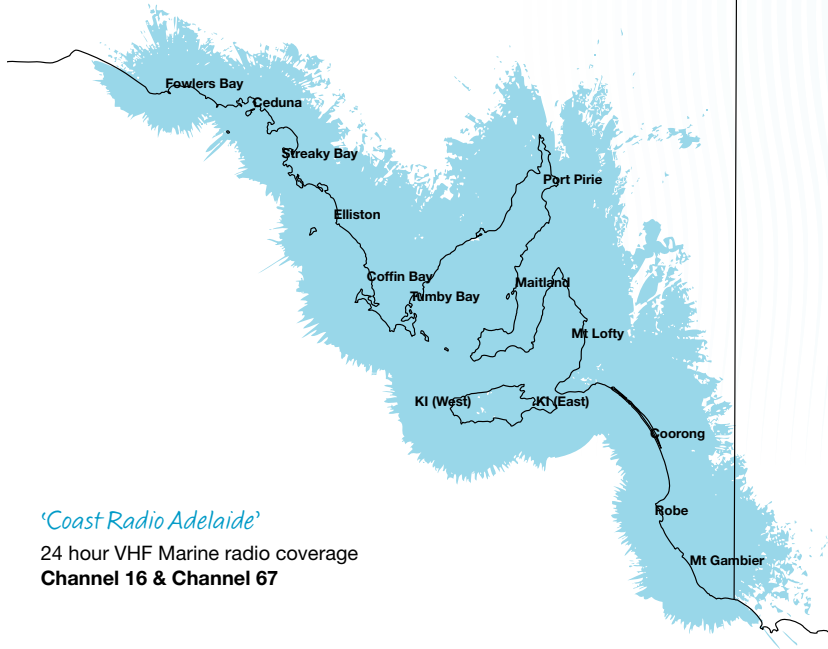 Fowlers Bay
Ceduna
Streaky Bay
Port Pirie
Elliston
Coffin Bay
Tumby Bay
Maitland
Mt Lofty
KI (West)
KI (East)
Coorong
Robe
Mt Gambier
‘Coast Radio Adelaide’
24 hour VHF Marine radio coverage
Channel 16 & Channel 67